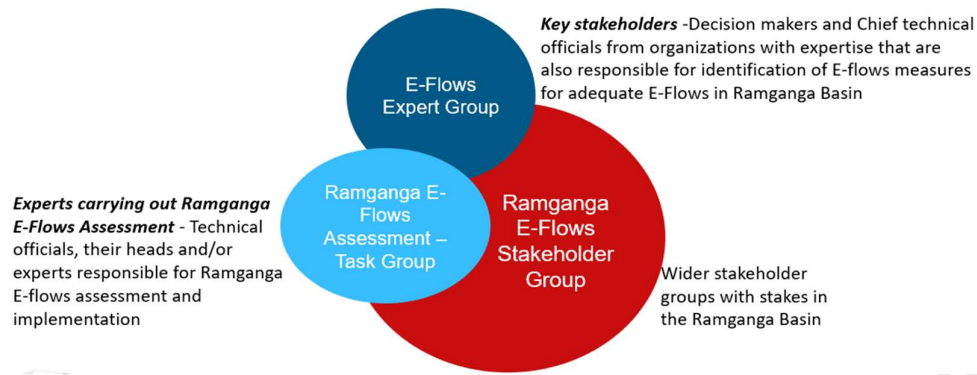 Key stakeholders -Decision makers and Chief technical
officials from organizations with expertise that are
also responsible for identification of E-flows measures
for adequate E-Flows in Ramganga Basin
E-Flows
Expert Group
Experts carrying out Ramganga
E-Flows Assessment - Technical
officials, their heads and/or
experts responsible for Ramganga
E-flows assessment and
implementation
Ramganga E-
Flows
Assessment –
Task Group
Ramganga
E-Flows
Stakeholder
Group
Wider stakeholder
groups with stakes in
the Ramganga Basin